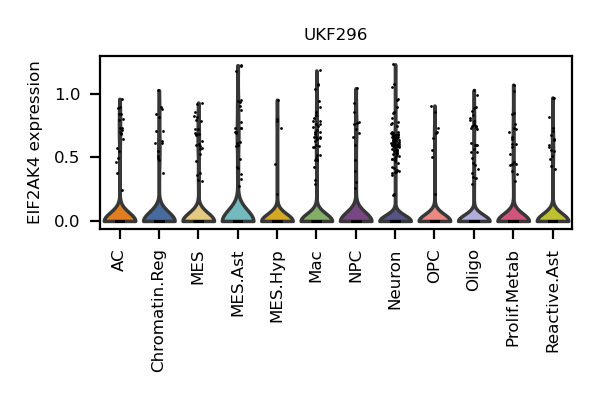 UKF296
EIF2AK4 expression
1.0
0.5
0.0
AC
Chromatin.Reg
MES
MES.Ast
MES.Hyp
Mac
NPC
Neuron
OPC
Oligo
Prolif.Metab
Reactive.Ast